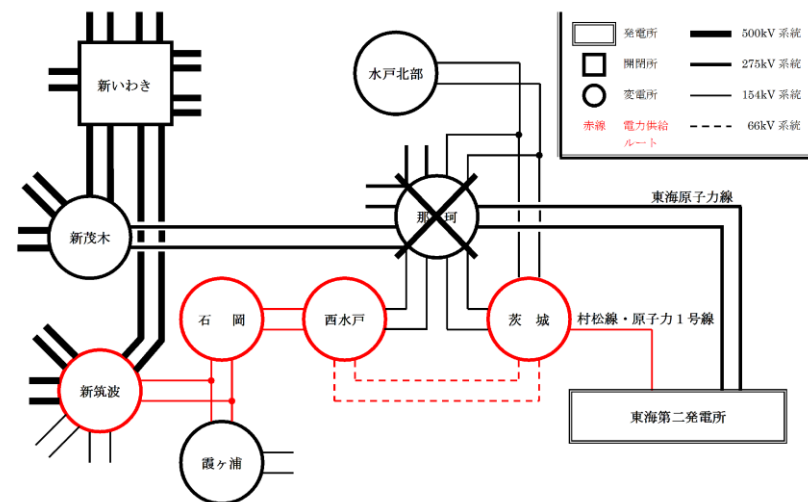 新いわき
水戸北部
発電所
500kV 系統
開閉所
275kV 系統
変電所
154kV 系統
赤線 電力供給
ルート
66kV 系統
東海原子力線
那珂
新茂木
石 岡
西水戸
茨 城
村松線・原子力1号線
新筑波
東海第二発電所
霞ヶ浦